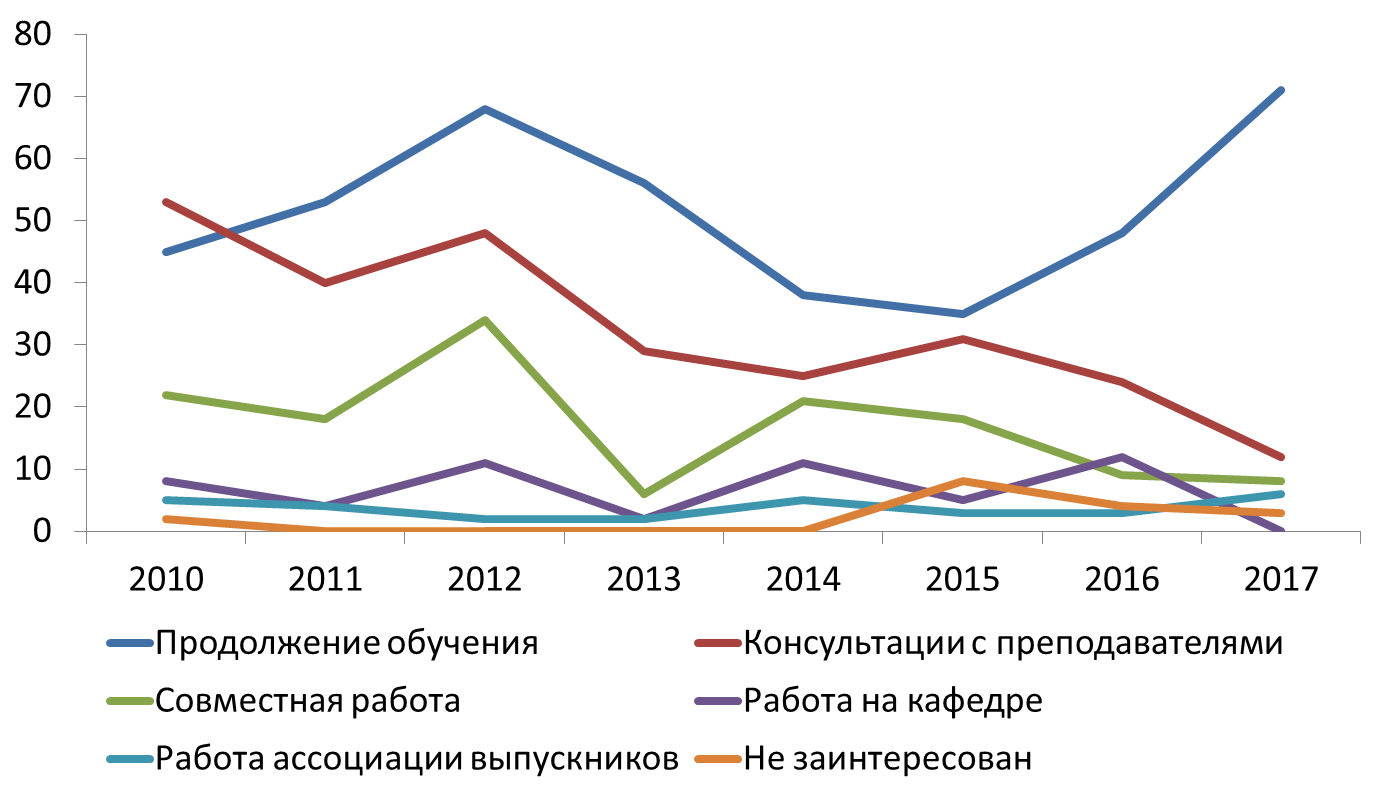 80
70
60
50
40
30
20
10
0
2010 2011 2012 2013 2014 2015 2016 2017
Продолжение обучения Консультации с преподавателями
Совместная работа Работа на кафедре
Работа ассоциации выпускников Не заинтересован